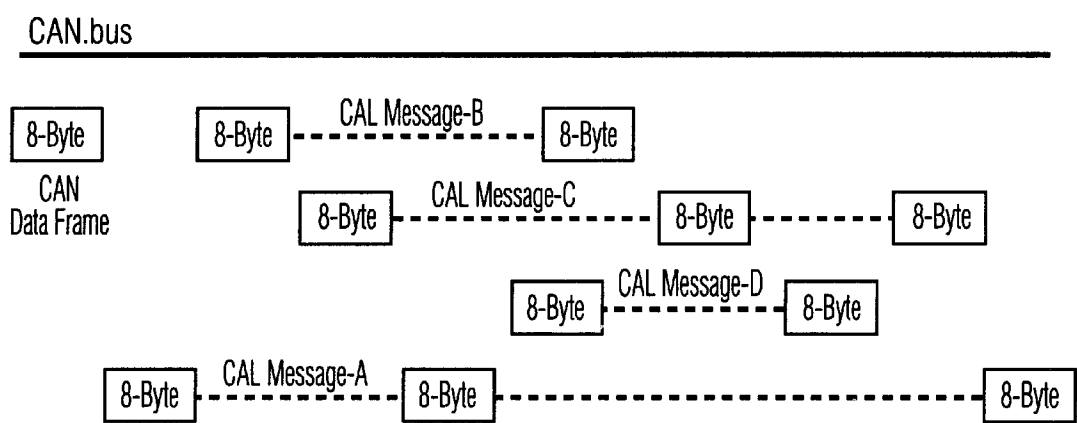 CAN.bus
8-Byte 8-Byte CAL Message-B 8-Byte
CAN
Data Frame
8-Byte CAL Message-C 8-Byte 8-Byte
8-Byte CAL Message-D 8-Byte
8-Byte CAL Message-A 8-Byte 8-Byte